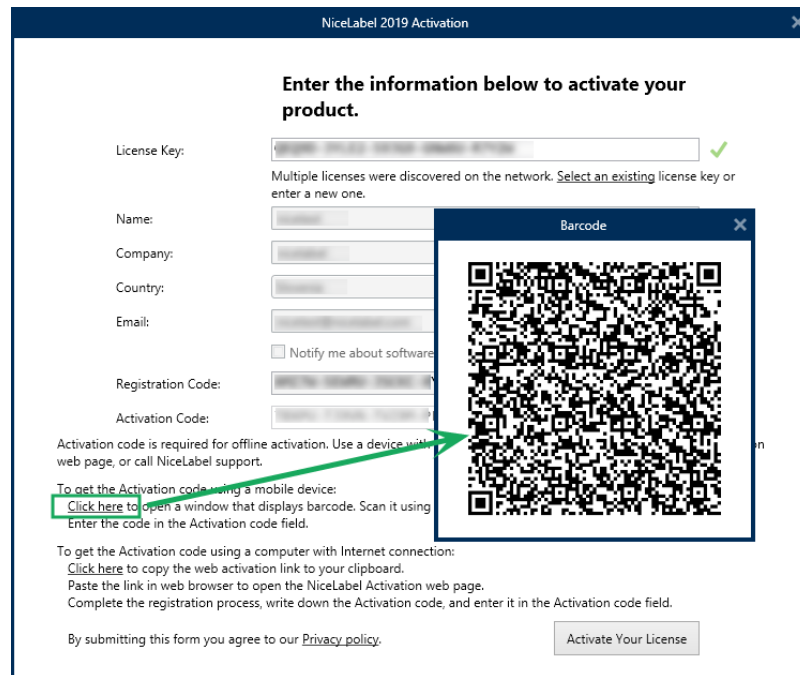 NiceLabel 2019 Activation
Enter the information below to activate your
product.
License Key:
Multiple licenses were discovered on the network. Select an existing license key or
enter a new one.
Name:
Barcode
Company:
Country:
Email:
Notify me about software
Registration Code:
Activation Code:
Activation code is required for offline activation. Use a device with on
web page, or call NiceLabel support.
To get the Activation code using a mobile device:
Click here to open a window that displays barcode. Scan it using
Enter the code in the Activation code field.
To get the Activation code using a computer with Internet connection:
Click here to copy the web activation link to your clipboard.
Paste the link in web browser to open the NiceLabel Activation web page.
Complete the registration process, write down the Activation code, and enter it in the Activation code field.
By submitting this form you agree to our Privacy policy.
Activate Your License